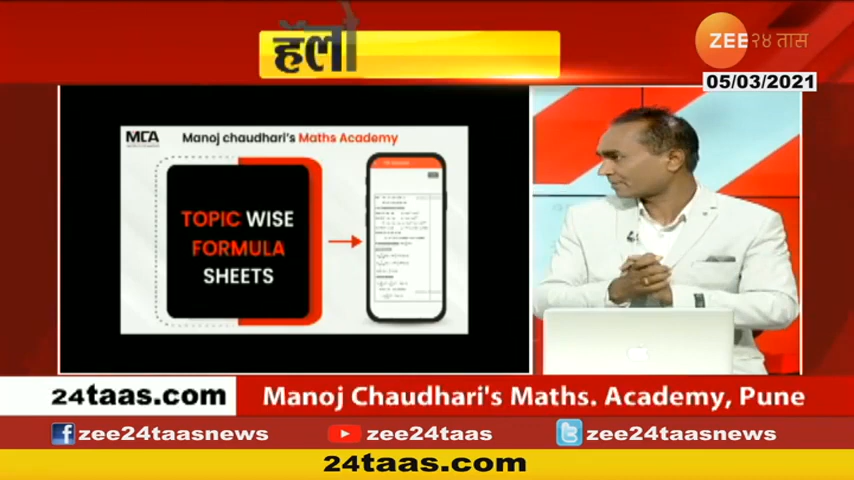 हॅलो
ZEE २४ तास
05/03/2021
MCA
Manoj chaudhari's Maths Academy
TOPIC WISE
FORMULA
SHEETS
24taas.com
Manoj Chaudhari's Maths. Academy, Pune
zee24taasnews
zee24taas
zee24taasnews
24taas.com